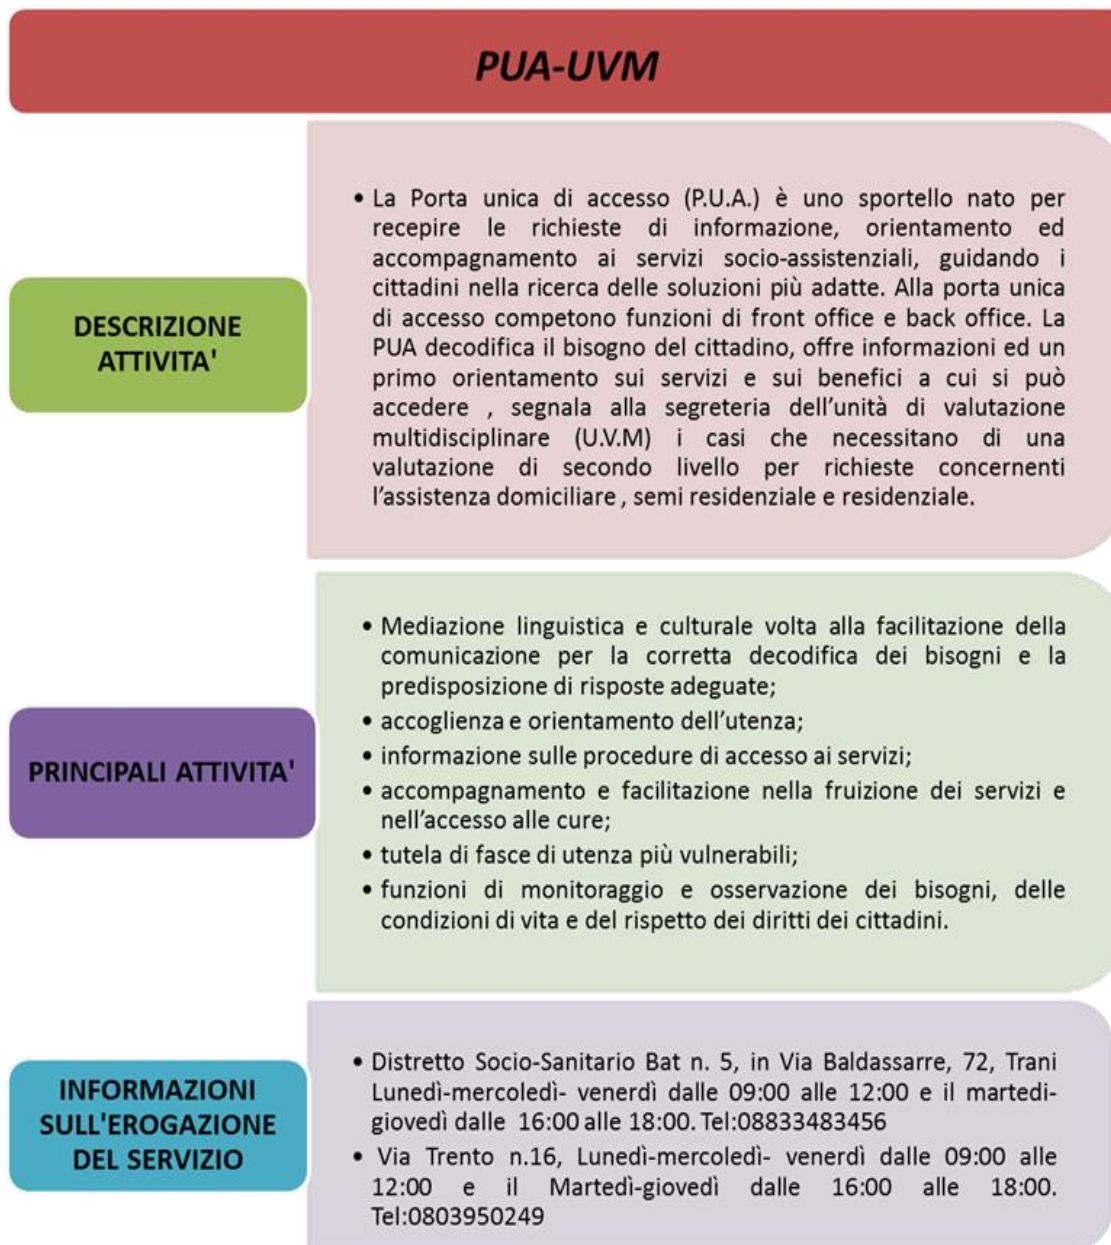 PUA-UVM
DESCRIZIONE
ATTIVITA'
• La Porta unica di accesso (P.U.A.) è uno sportello nato per
recepire le richieste di informazione, orientamento ed
accompagnamento ai servizi socio-assistenziali, guidando i
cittadini nella ricerca delle soluzioni più adatte. Alla porta unica
di accesso competono funzioni di front office e back office. La
PUA decodifica il bisogno del cittadino, offre informazioni ed un
primo orientamento sui servizi e sui benefici a cui si può
accedere , segnala alla segreteria dell'unità di valutazione
multidisciplinare (U.V.M) i casi che necessitano di una
valutazione di secondo livello per richieste concernenti
l'assistenza domiciliare , semi residenziale e residenziale.
PRINCIPALI ATTIVITA'
• Mediazione linguistica e culturale volta alla facilitazione della
comunicazione per la corretta decodifica dei bisogni e la
predisposizione di risposte adeguate;
• accoglienza e orientamento dell'utenza;
• informazione sulle procedure di accesso ai servizi;
• accompagnamento e facilitazione nella fruizione dei servizi e
nell'accesso alle cure;
• tutela di fasce di utenza più vulnerabili;
• funzioni di monitoraggio e osservazione dei bisogni, delle
condizioni di vita e del rispetto dei diritti dei cittadini.
INFORMAZIONI
SULL'EROGAZIONE
DEL SERVIZIO
• Distretto Socio-Sanitario Bat n. 5, in Via Baldassarre, 72, Trani
Lunedì-mercoledì- venerdì dalle 09:00 alle 12:00 e il martedi-
giovedì dalle 16:00 alle 18:00. Tel:08833483456
• Via Trento n.16, Lunedì-mercoledì- venerdì dalle 09:00 alle
12:00 e il Martedì-giovedì dalle 16:00 alle 18:00.
Tel:0803950249